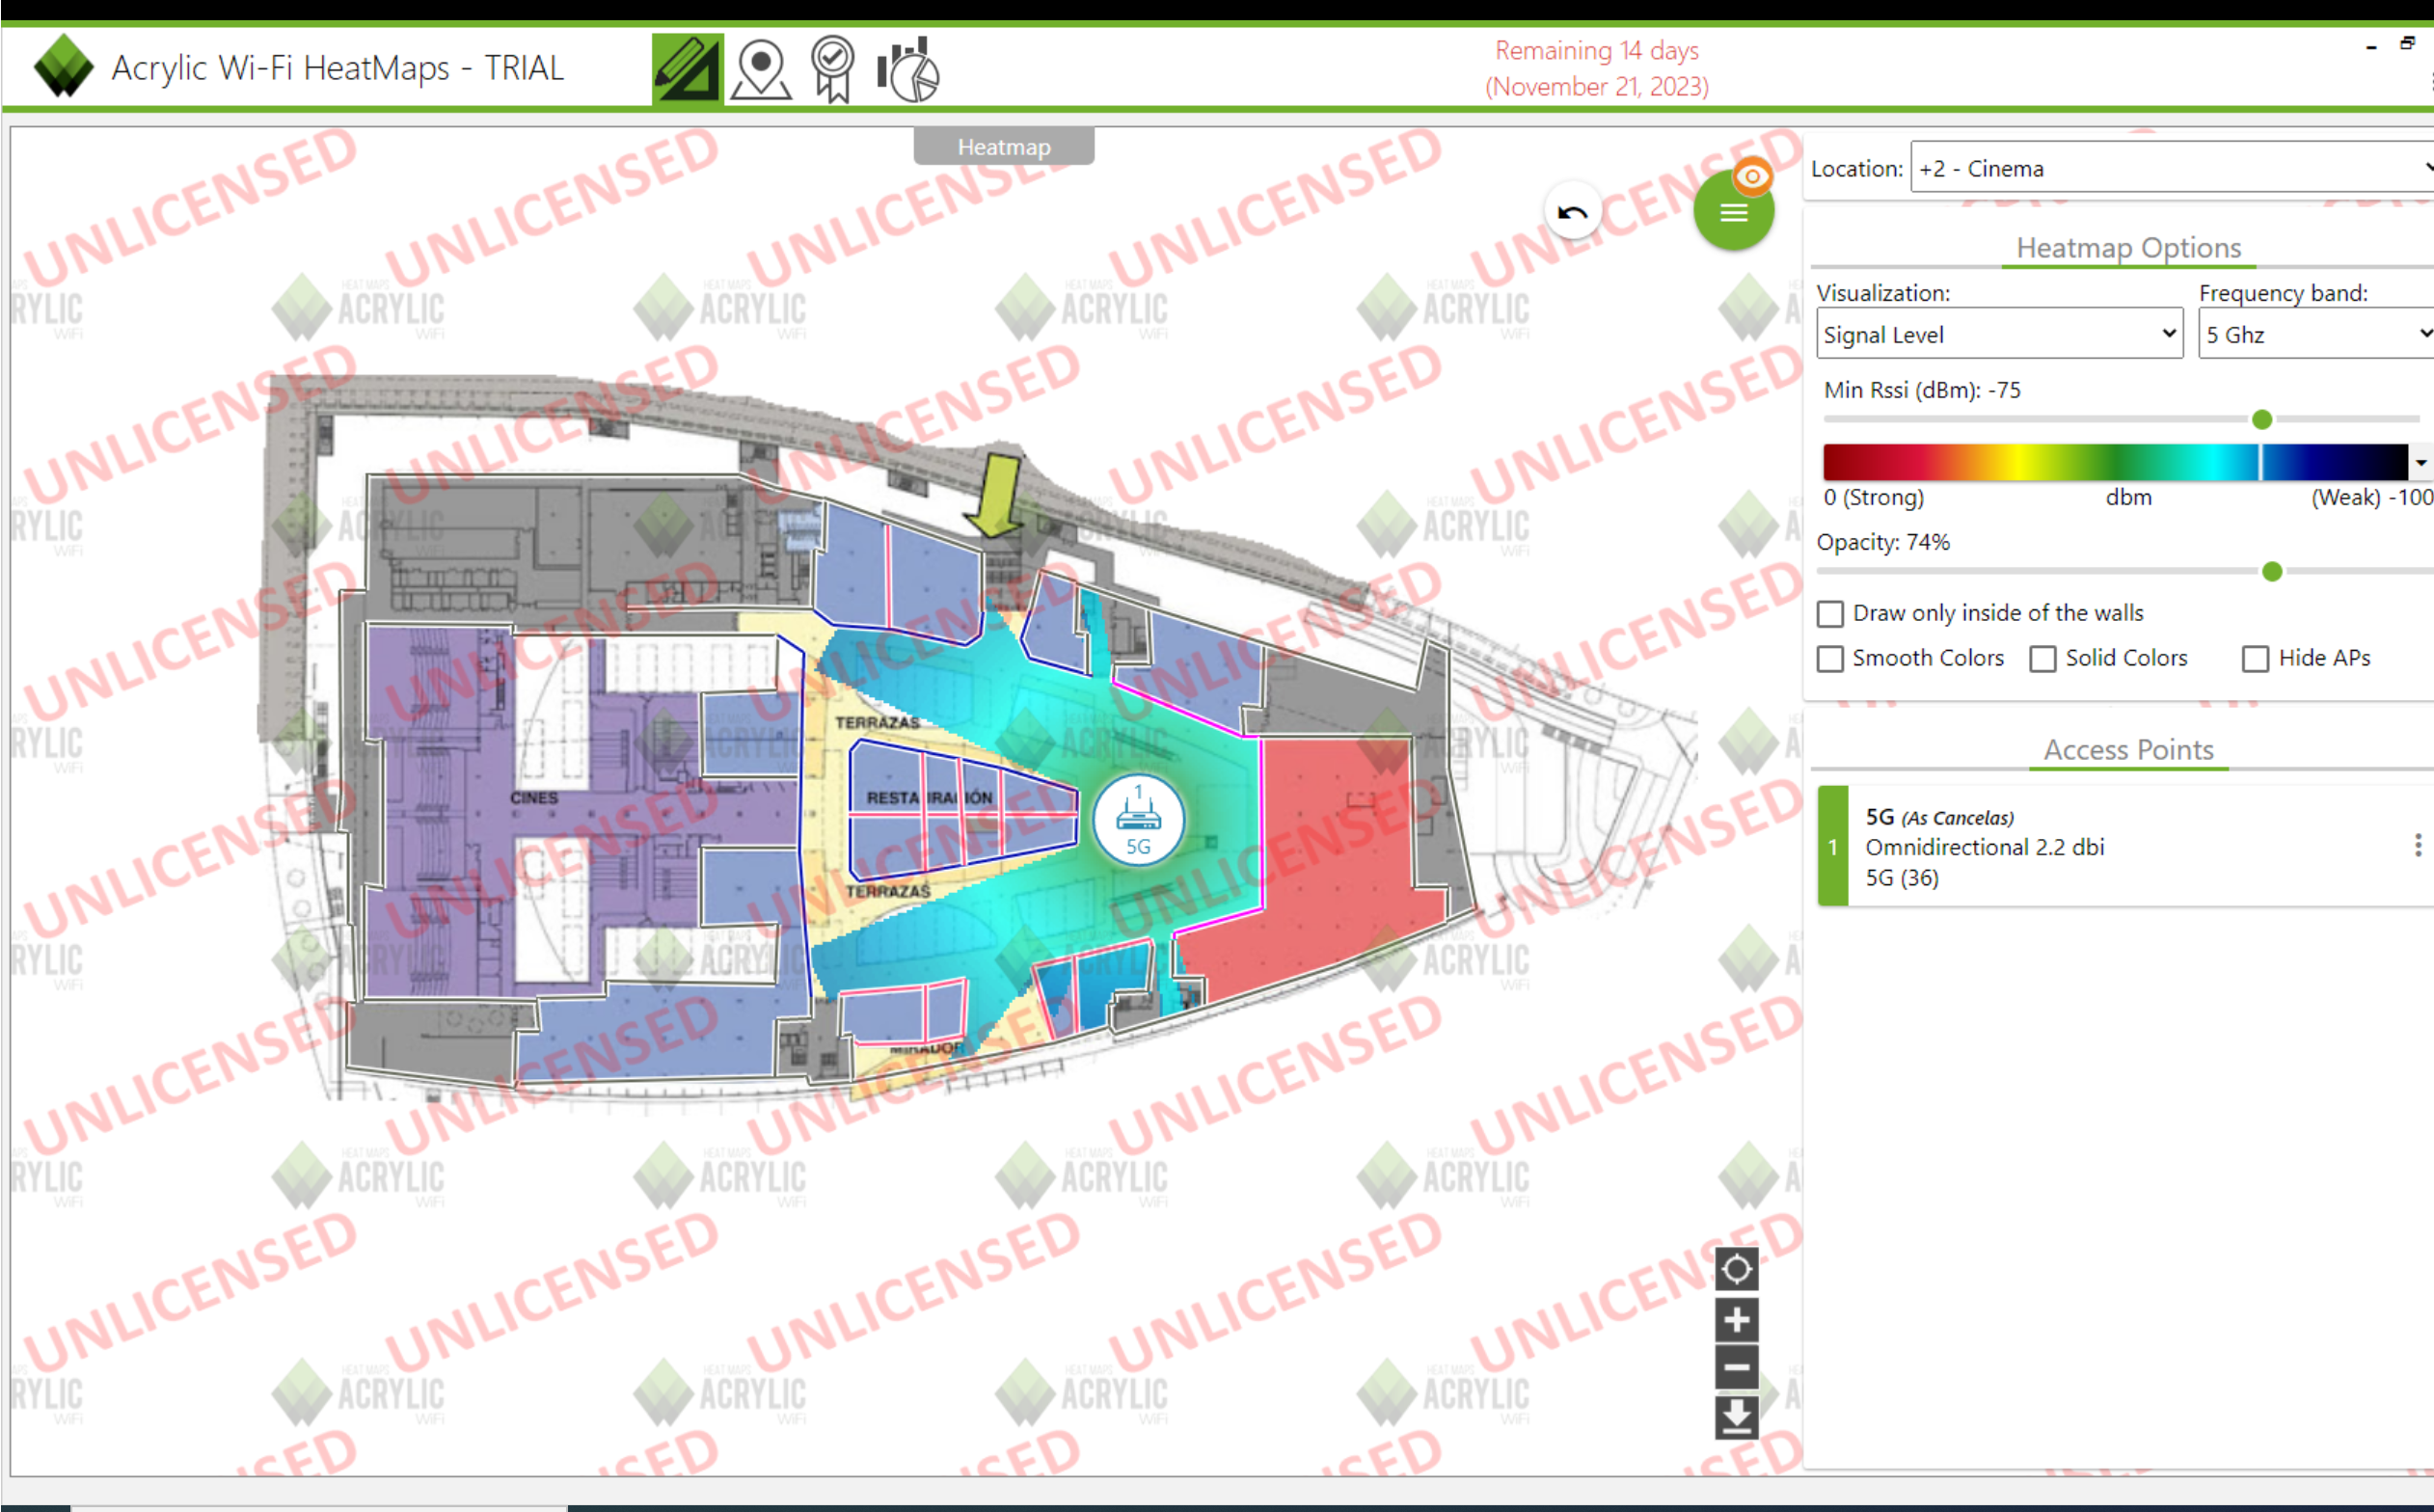 Acrylic Wi-Fi HeatMaps - TRIAL
Remaining 14 days
(November 21, 2023)
Heatmap
Location: +2 - Cinema
Heatmap Options
Visualization: Frequency band:
Signal Level 5 Ghz
Min Rssi (dBm): -75
0 (Strong) dbm (Weak) -100
Opacity: 74%
Draw only inside of the walls
Smooth Colors Solid Colors Hide APs
Access Points
1
5G (As Cancelas)
Omnidirectional 2.2 dbi
5G (36)
TERRAZAS
CINES
RESTAURACIÓN
1
5G
TERRAZAS
MIRADOR
UNLICENSED
HEAT MAPS
ACRYLIC
WiFi